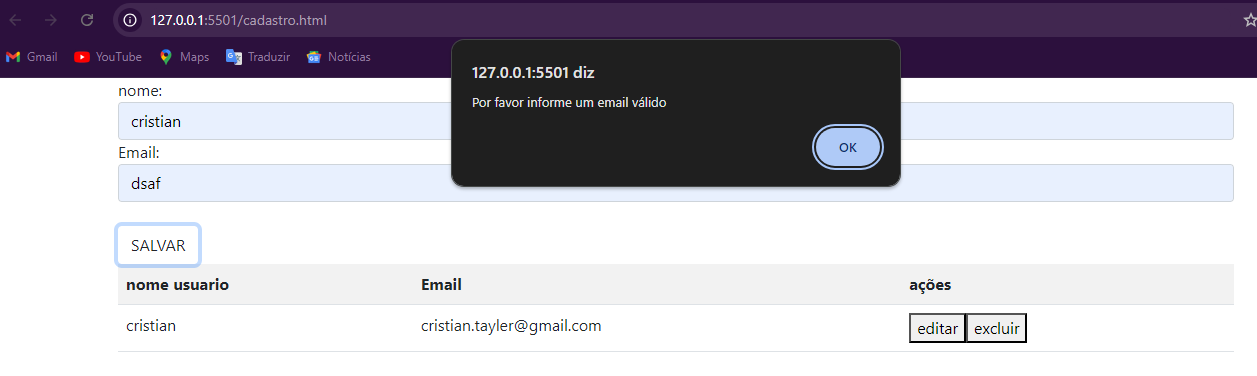 127.0.0.1:5501/cadastro.html
Gmail YouTube Maps Traduzir Notícias
127.0.0.1:5501 diz
Por favor informe um email válido
OK
nome:
cristian
Email:
dsaf
SALVAR
nome usuario Email ações
cristian cristian.tayler@gmail.com editar excluir